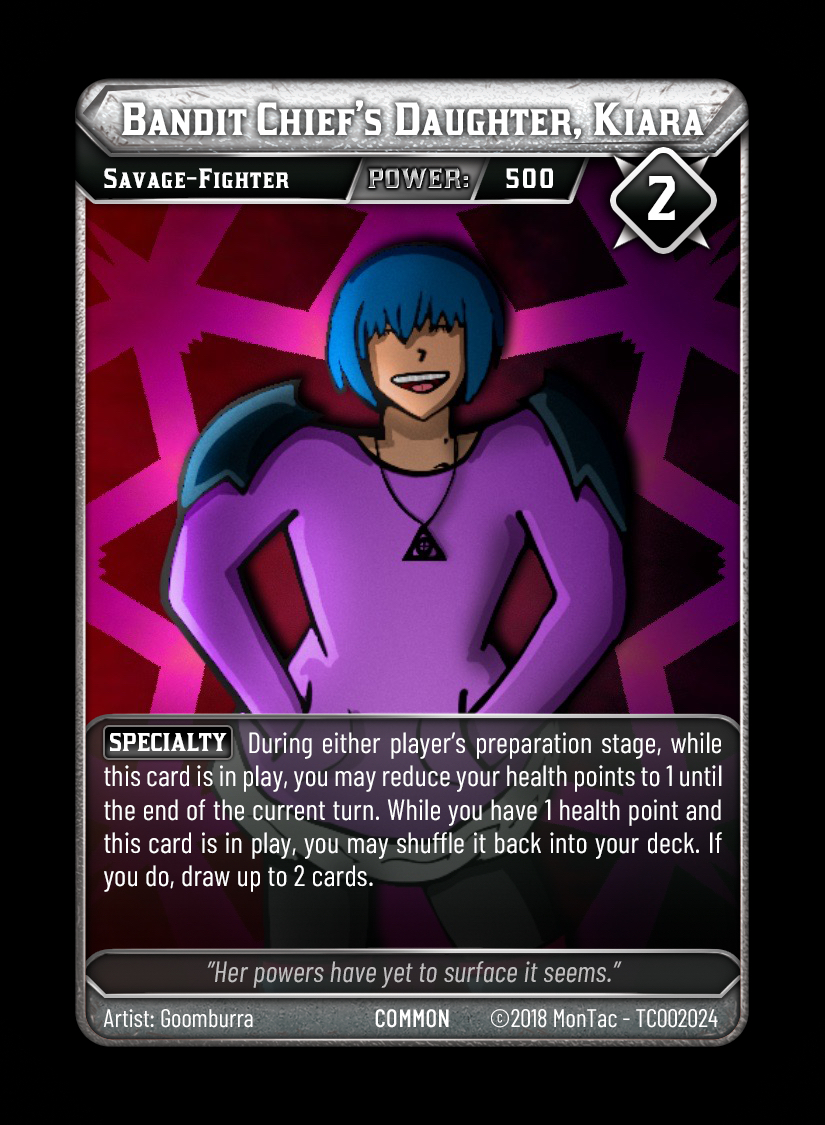 Bandit Chief's Daughter, Kiara
Savage-Fighter POWER: 500
2
SPECIALTY During either player's preparation stage, while
this card is in play, you may reduce your health points to 1 until
the end of the current turn. While you have 1 health point and
this card is in play, you may shuffle it back into your deck. If
you do, draw up to 2 cards.
"Her powers have yet to surface it seems."
Artist: Goomburra COMMON ©2018 MonTac - TC002024